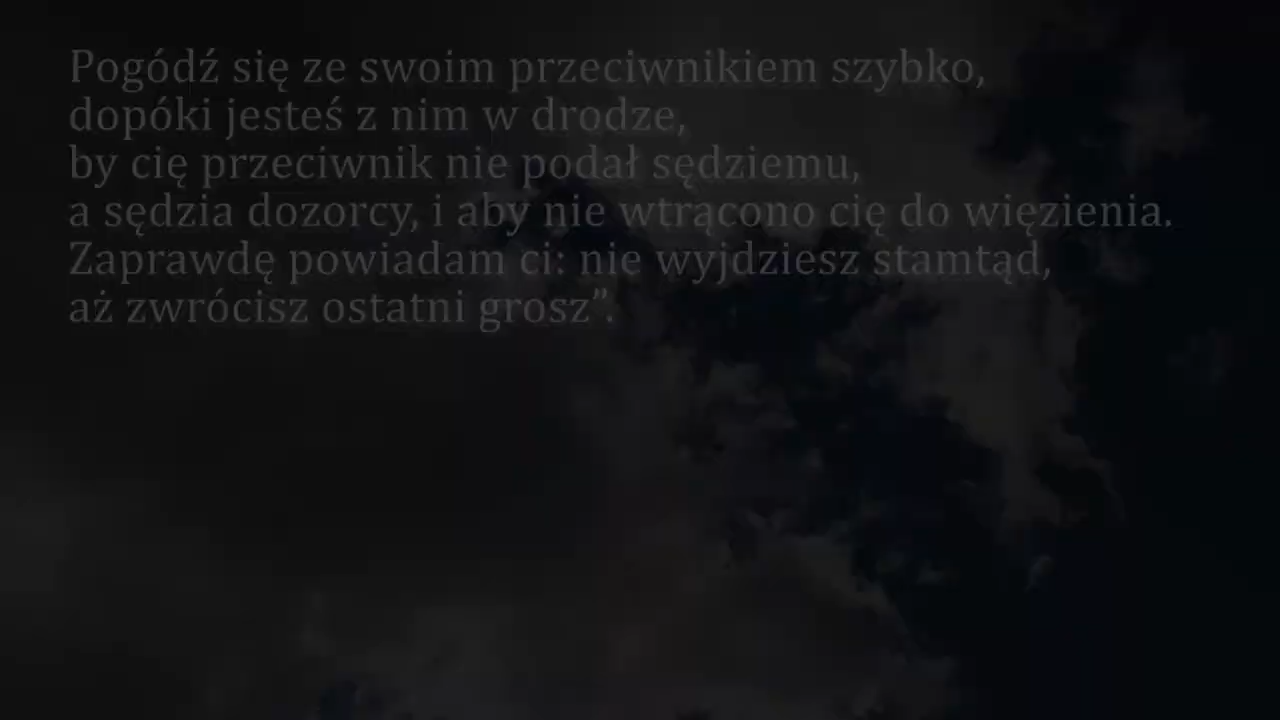 Pogódź się ze swoim przeciwnikiem szybko,
dopóki jesteś z nim w drodze,
by cię przeciwnik nie podał sędziemu,
a sędzia dozorcy, i aby nie wtrącono cię do więzienia.
Zaprawdę powiadam ci: nie wyjdziesz stamtąd,
aż zwrócisz ostatni grosz”.